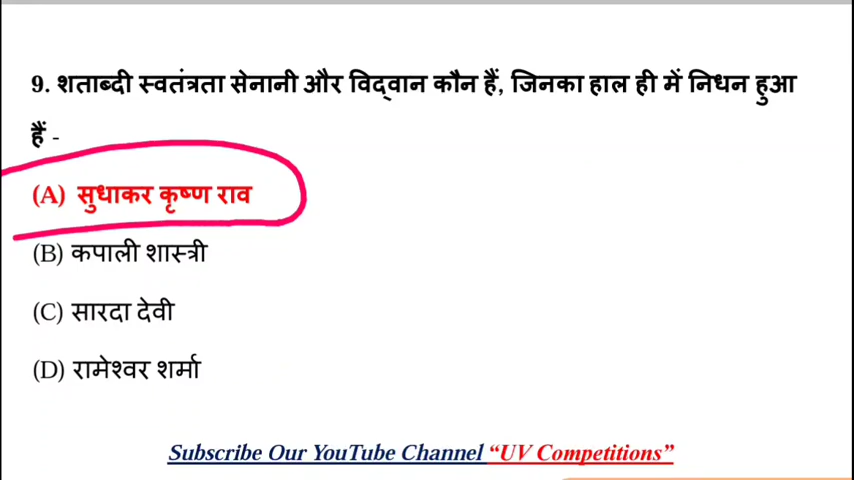 9. शताब्दी स्वतंत्रता सेनानी और विद्वान कौन हैं, जिनका हाल ही में निधन हुआ
हैं -
(A) सुधाकर कृष्ण राव
(B) कपाली शास्त्री
(C) सारदा देवी
(D) रामेश्वर शर्मा
Subscribe Our YouTube Channel “UV Competitions”